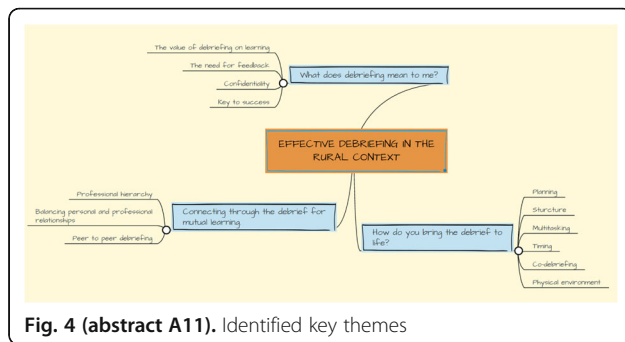 The value of debriefing on learning
The need for feedback
Confidentiality
Key to success
What does debriefing mean to me?
EFFECTIVE DEBRIEFING IN THE
RURAL CONTEXT
Professional hierarchy
Balancing personal and professional
relationships
Peer to peer debriefing
Connecting through the debrief for
mutual learning.
How do you bring the debrief to
life?
Planning
Sturcture
Multitasking
Timing
Co-debriefing
Physical environment
Fig. 4 (abstract A11). Identified key themes